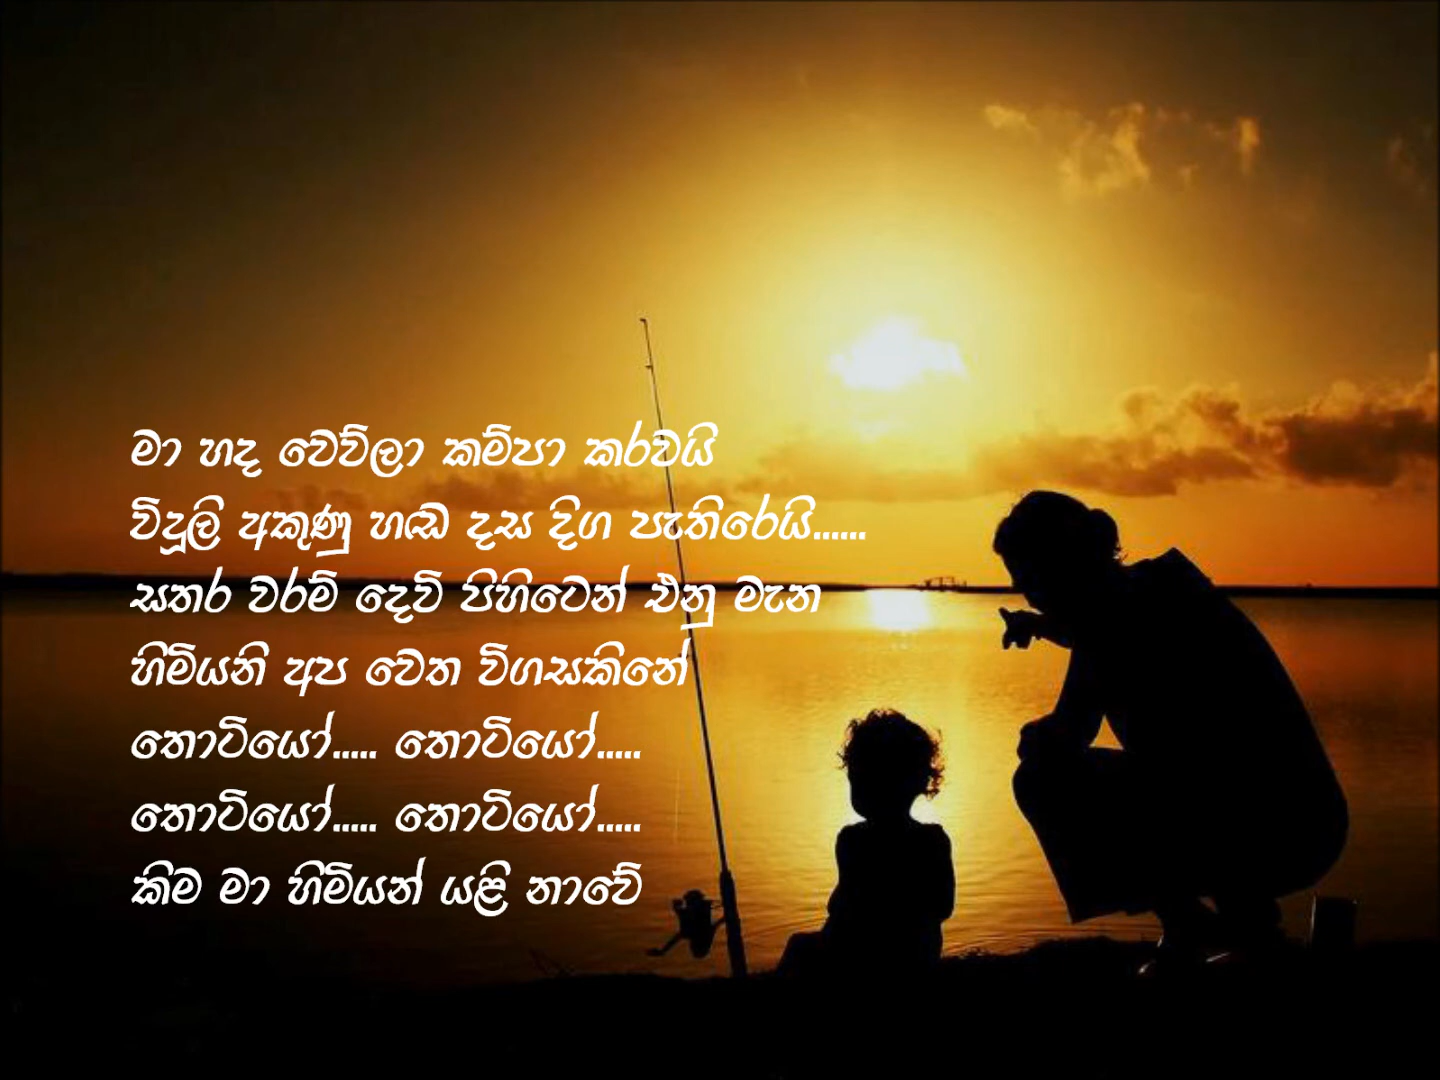 මා හද වෙව්ලා කම්පා කරවයි
විදූලි අකුණු හඬ දස දිග පැතිරෙයි......
සතර වරම් දෙවි පිහිටෙන් එනු මැන
හිමියනි අප වෙත විගසකිනේ
තොටියෝ..... තොටියෝ.....
තොටියෝ..... තොටියෝ.....
කිම මා හිමියන් යළි නාවේ